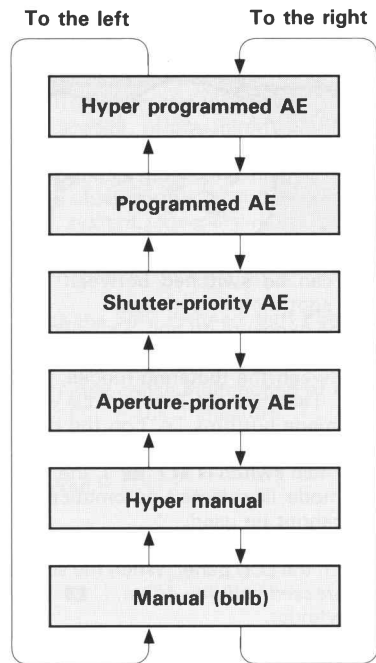 To the left To the right
Hyper programmed AE
Programmed AE
Shutter-priority AE
Aperture-priority AE
Hyper manual
Manual (bulb)